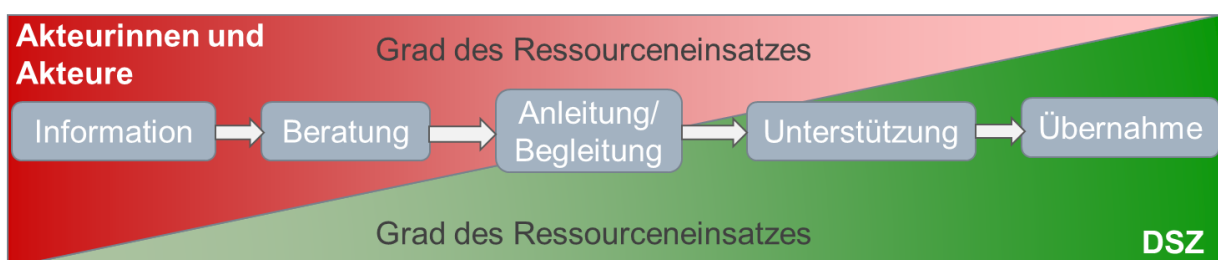 Akteurinnen und
Akteure
Grad des Ressourceneinsatzes
Information
Beratung
Anleitung/
Begleitung
Unterstützung
Übernahme
Grad des Ressourceneinsatzes
DSZ